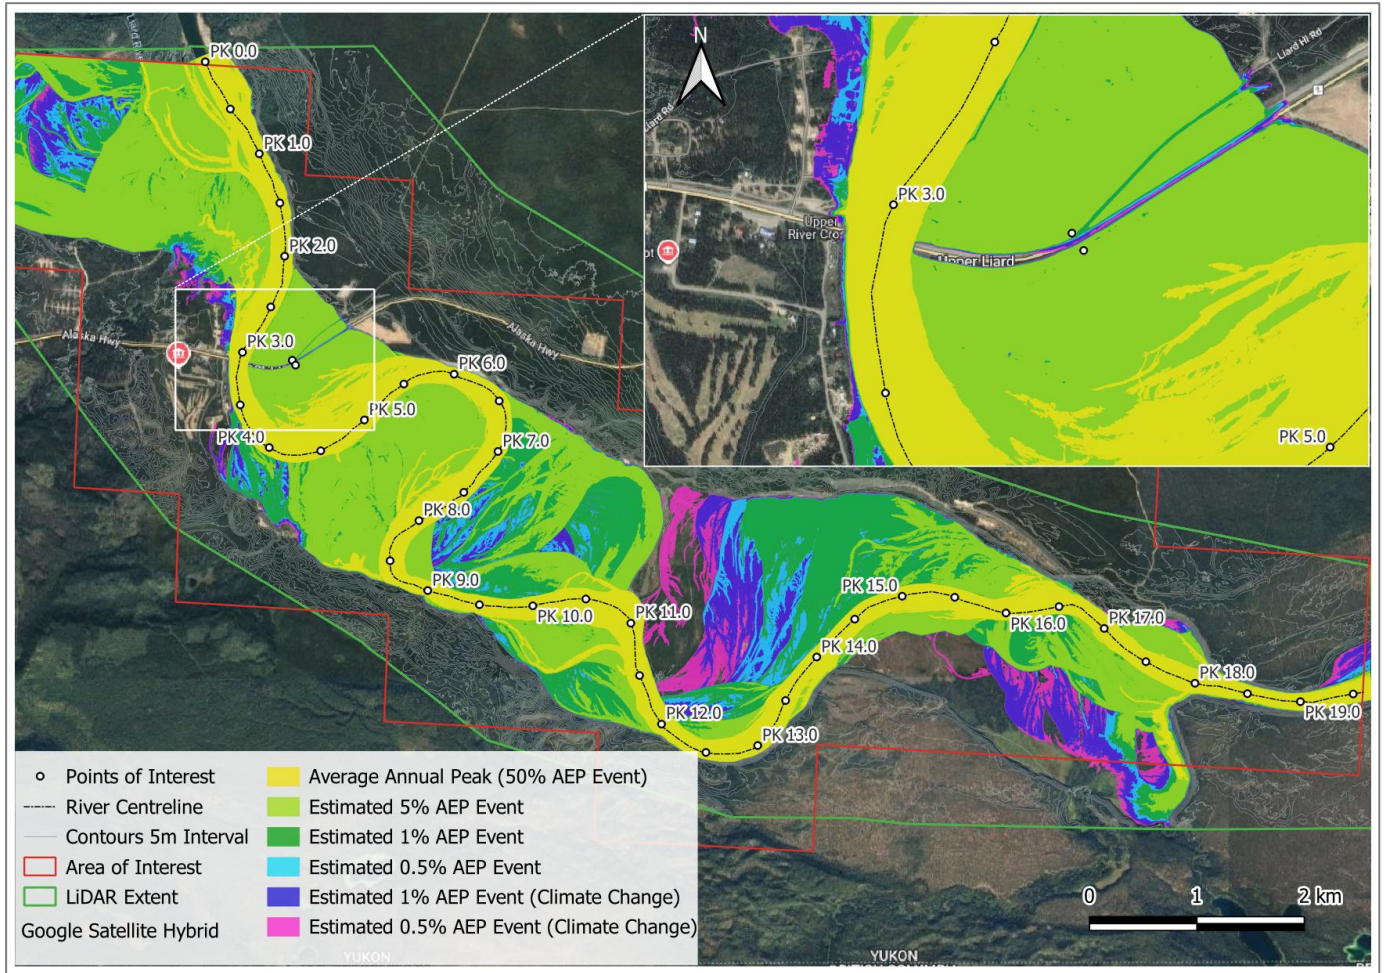 Liard Ri
PK 0.0
PK 1.0
PK 2.0
Alaska Hwy
PK 3.0
Alaska Hwy
PK 4.0
PK 5.0
PK 6.0
PK 7.0
PK 8.0
PK 9.0
PK 10.0
PK 11.0
PK 12.0
PK 13.0
PK 14.0
PK 15.0
PK 16.0
PK 17.0
PK 18.0
PK 19.0
N
Liard Hl Rd
1
Liard Rd
PK 3.0
Upper
River Cro
ot
Upper Liard
PK 5.0
Points of Interest
River Centreline
Contours 5m Interval
Area of Interest
LiDAR Extent
Google Satellite Hybrid
Average Annual Peak (50% AEP Event)
Estimated 5% AEP Event
Estimated 1% AEP Event
Estimated 0.5% AEP Event
Estimated 1% AEP Event (Climate Change)
Estimated 0.5% AEP Event (Climate Change)
0 1 2 km
YUKON
YUKON